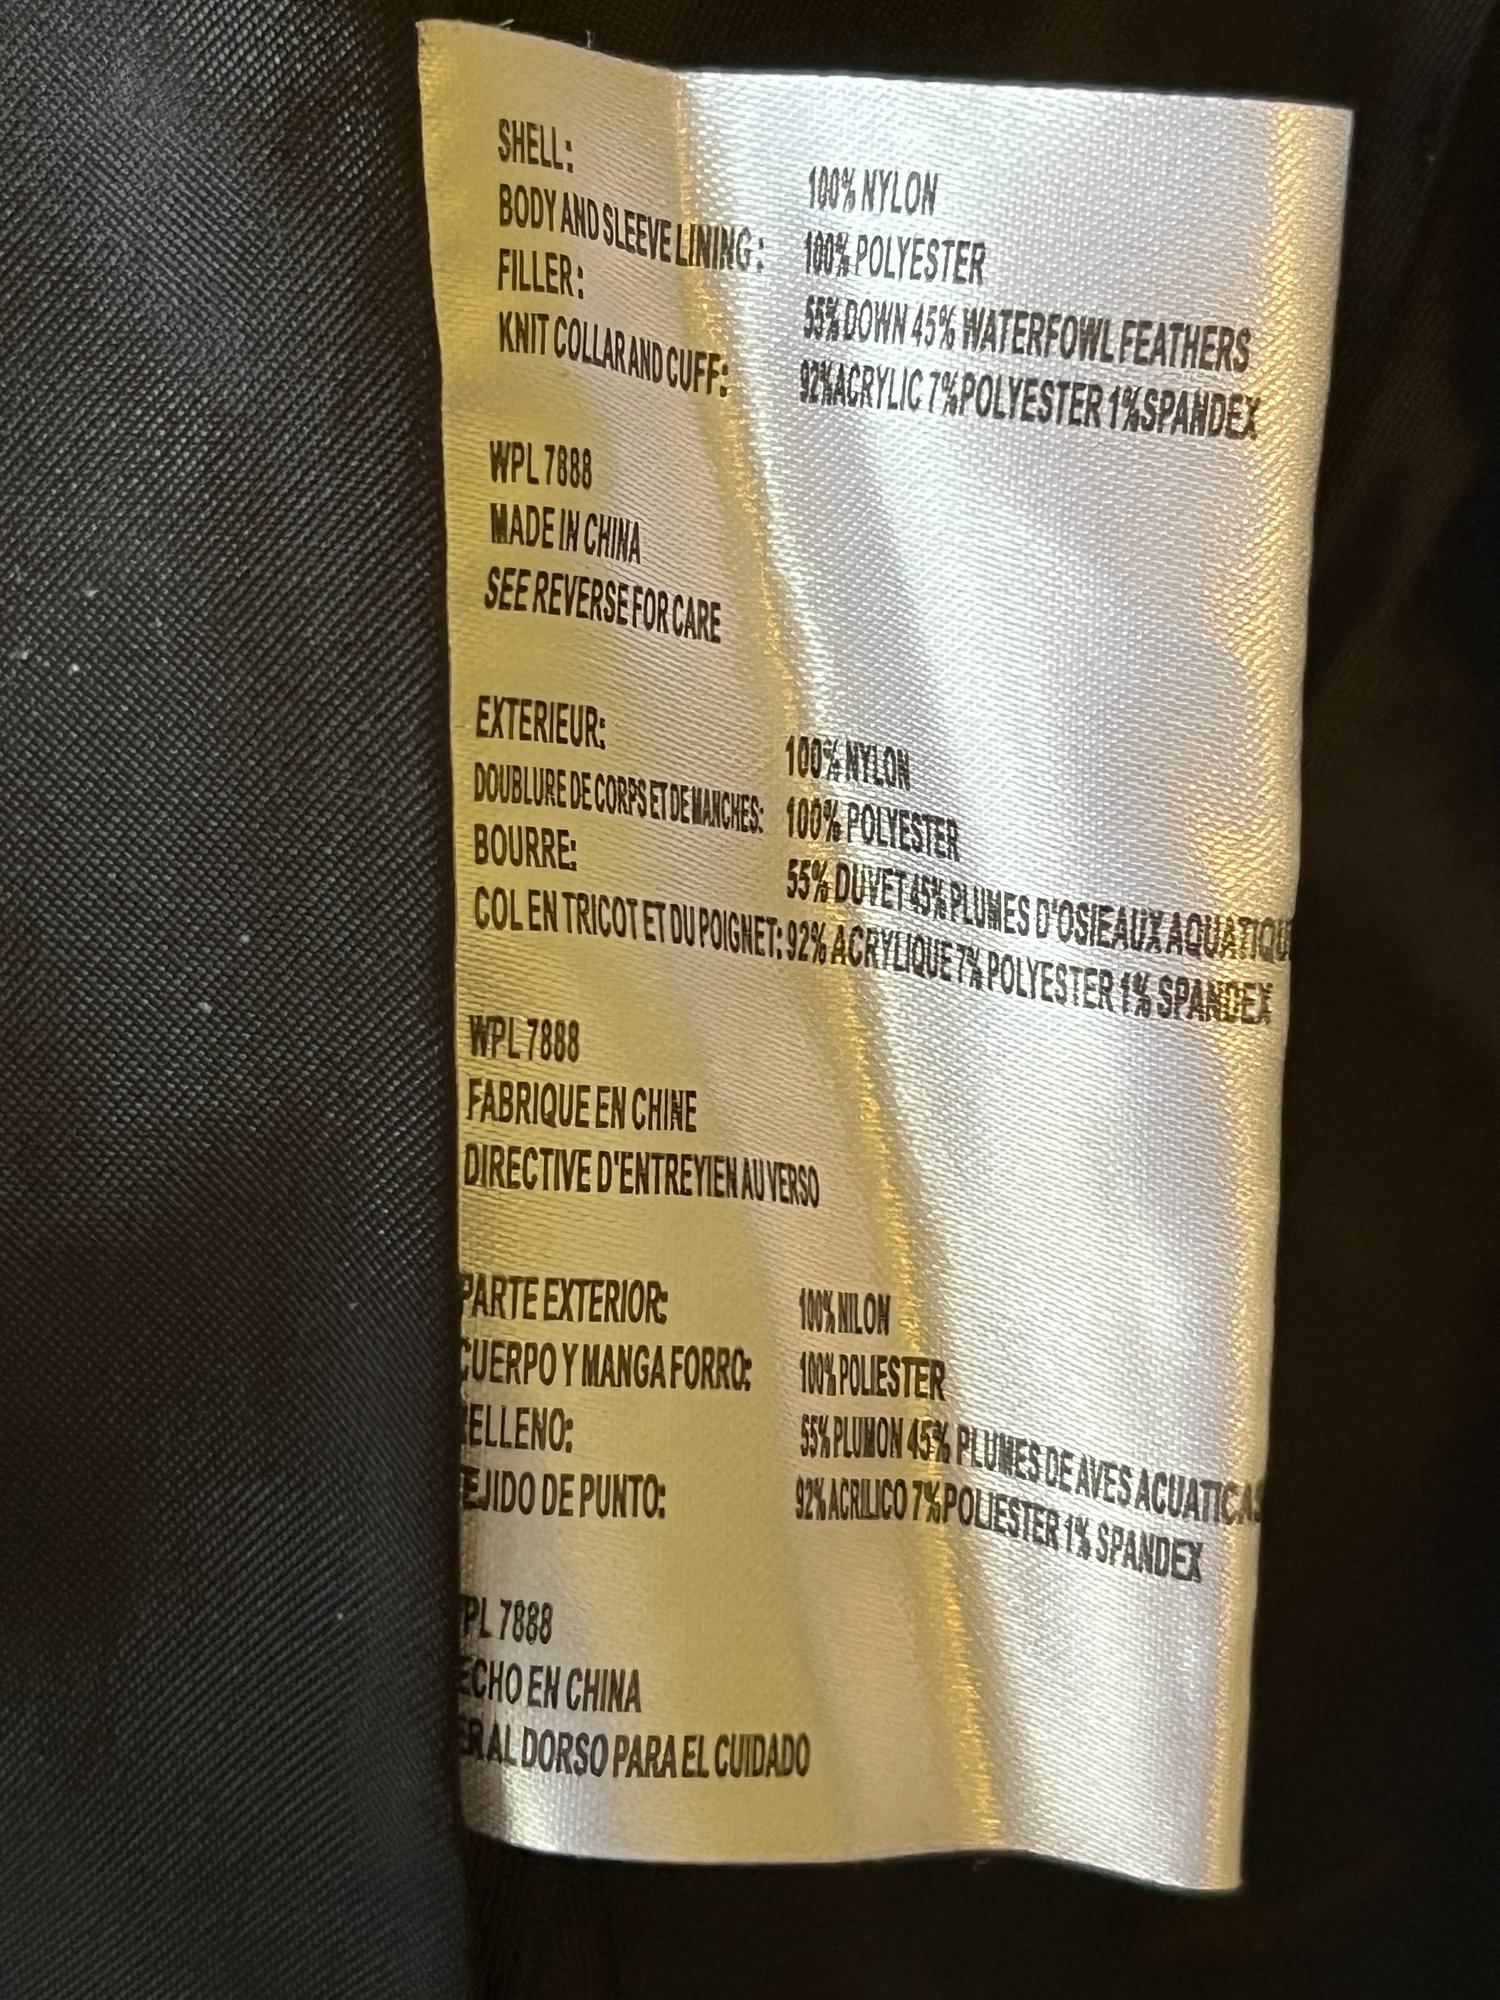 SHELL: 100% NYLON
BODY AND SLEEVE LINING: 100% POLYESTER
FILLER: 55% DOWN 45% WATERFOWL FEATHERS
KNIT COLLAR AND CUFF: 92% ACRYLIC 7% POLYESTER 1% SPANDEX
WPL 7888
MADE IN CHINA
SEE REVERSE FOR CARE
EXTERIEUR: 100% NYLON
DOUBLURE DE CORPS ET DE MANCHES: 100% POLYESTER
BOURRE: 55% DUVET 45% PLUMES D'OSIEAUX AQUATIQU
COL EN TRICOT ET DU POIGNET: 92% ACRYLIQUE 7% POLYESTER 1% SPANDEX
WPL 7888
FABRIQUE EN CHINE
DIRECTIVE D'ENTREYIEN AU VERSO
PARTE EXTERIOR: 100% NILON
CUERPO Y MANGA FORRO: 100% POLIESTER
RELLENO: 55% PLUMON 45% PLUMES DE AVES ACUATICAS
TEJIDO DE PUNTO: 92% ACRILICO 7% POLIESTER 1% SPANDEX
WPL 7888
ECHO EN CHINA
ER AL DORSO PARA EL CUIDADO